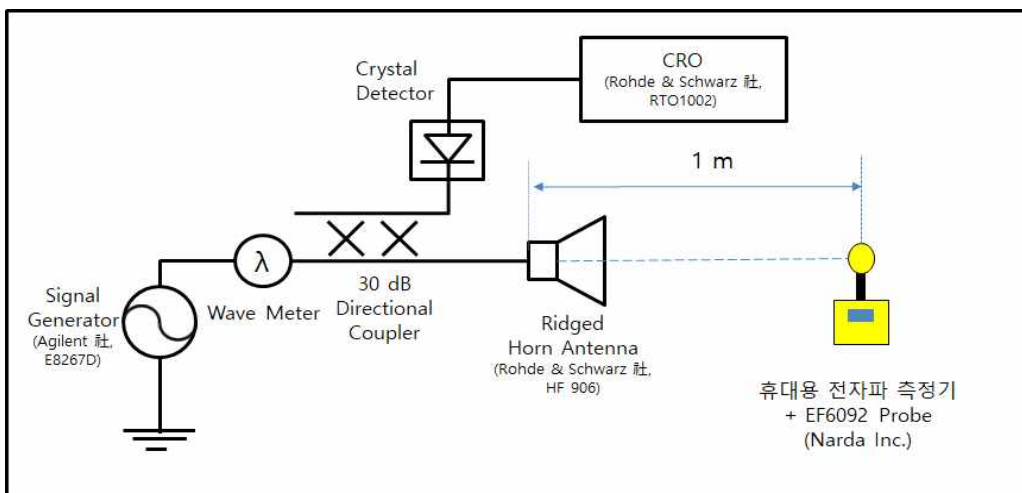 CRO
(Rohde & Schwarz 社,
RTO1002)
Crystal
Detector
1 m
λ
Wave Meter
30 dB
Directional
Coupler
Signal
Generator
(Agilent 社,
E8267D)
Ridged
Horn Antenna
(Rohde & Schwarz 社,
HF 906)
휴대용 전자파 측정기
+ EF6092 Probe
(Narda Inc.)